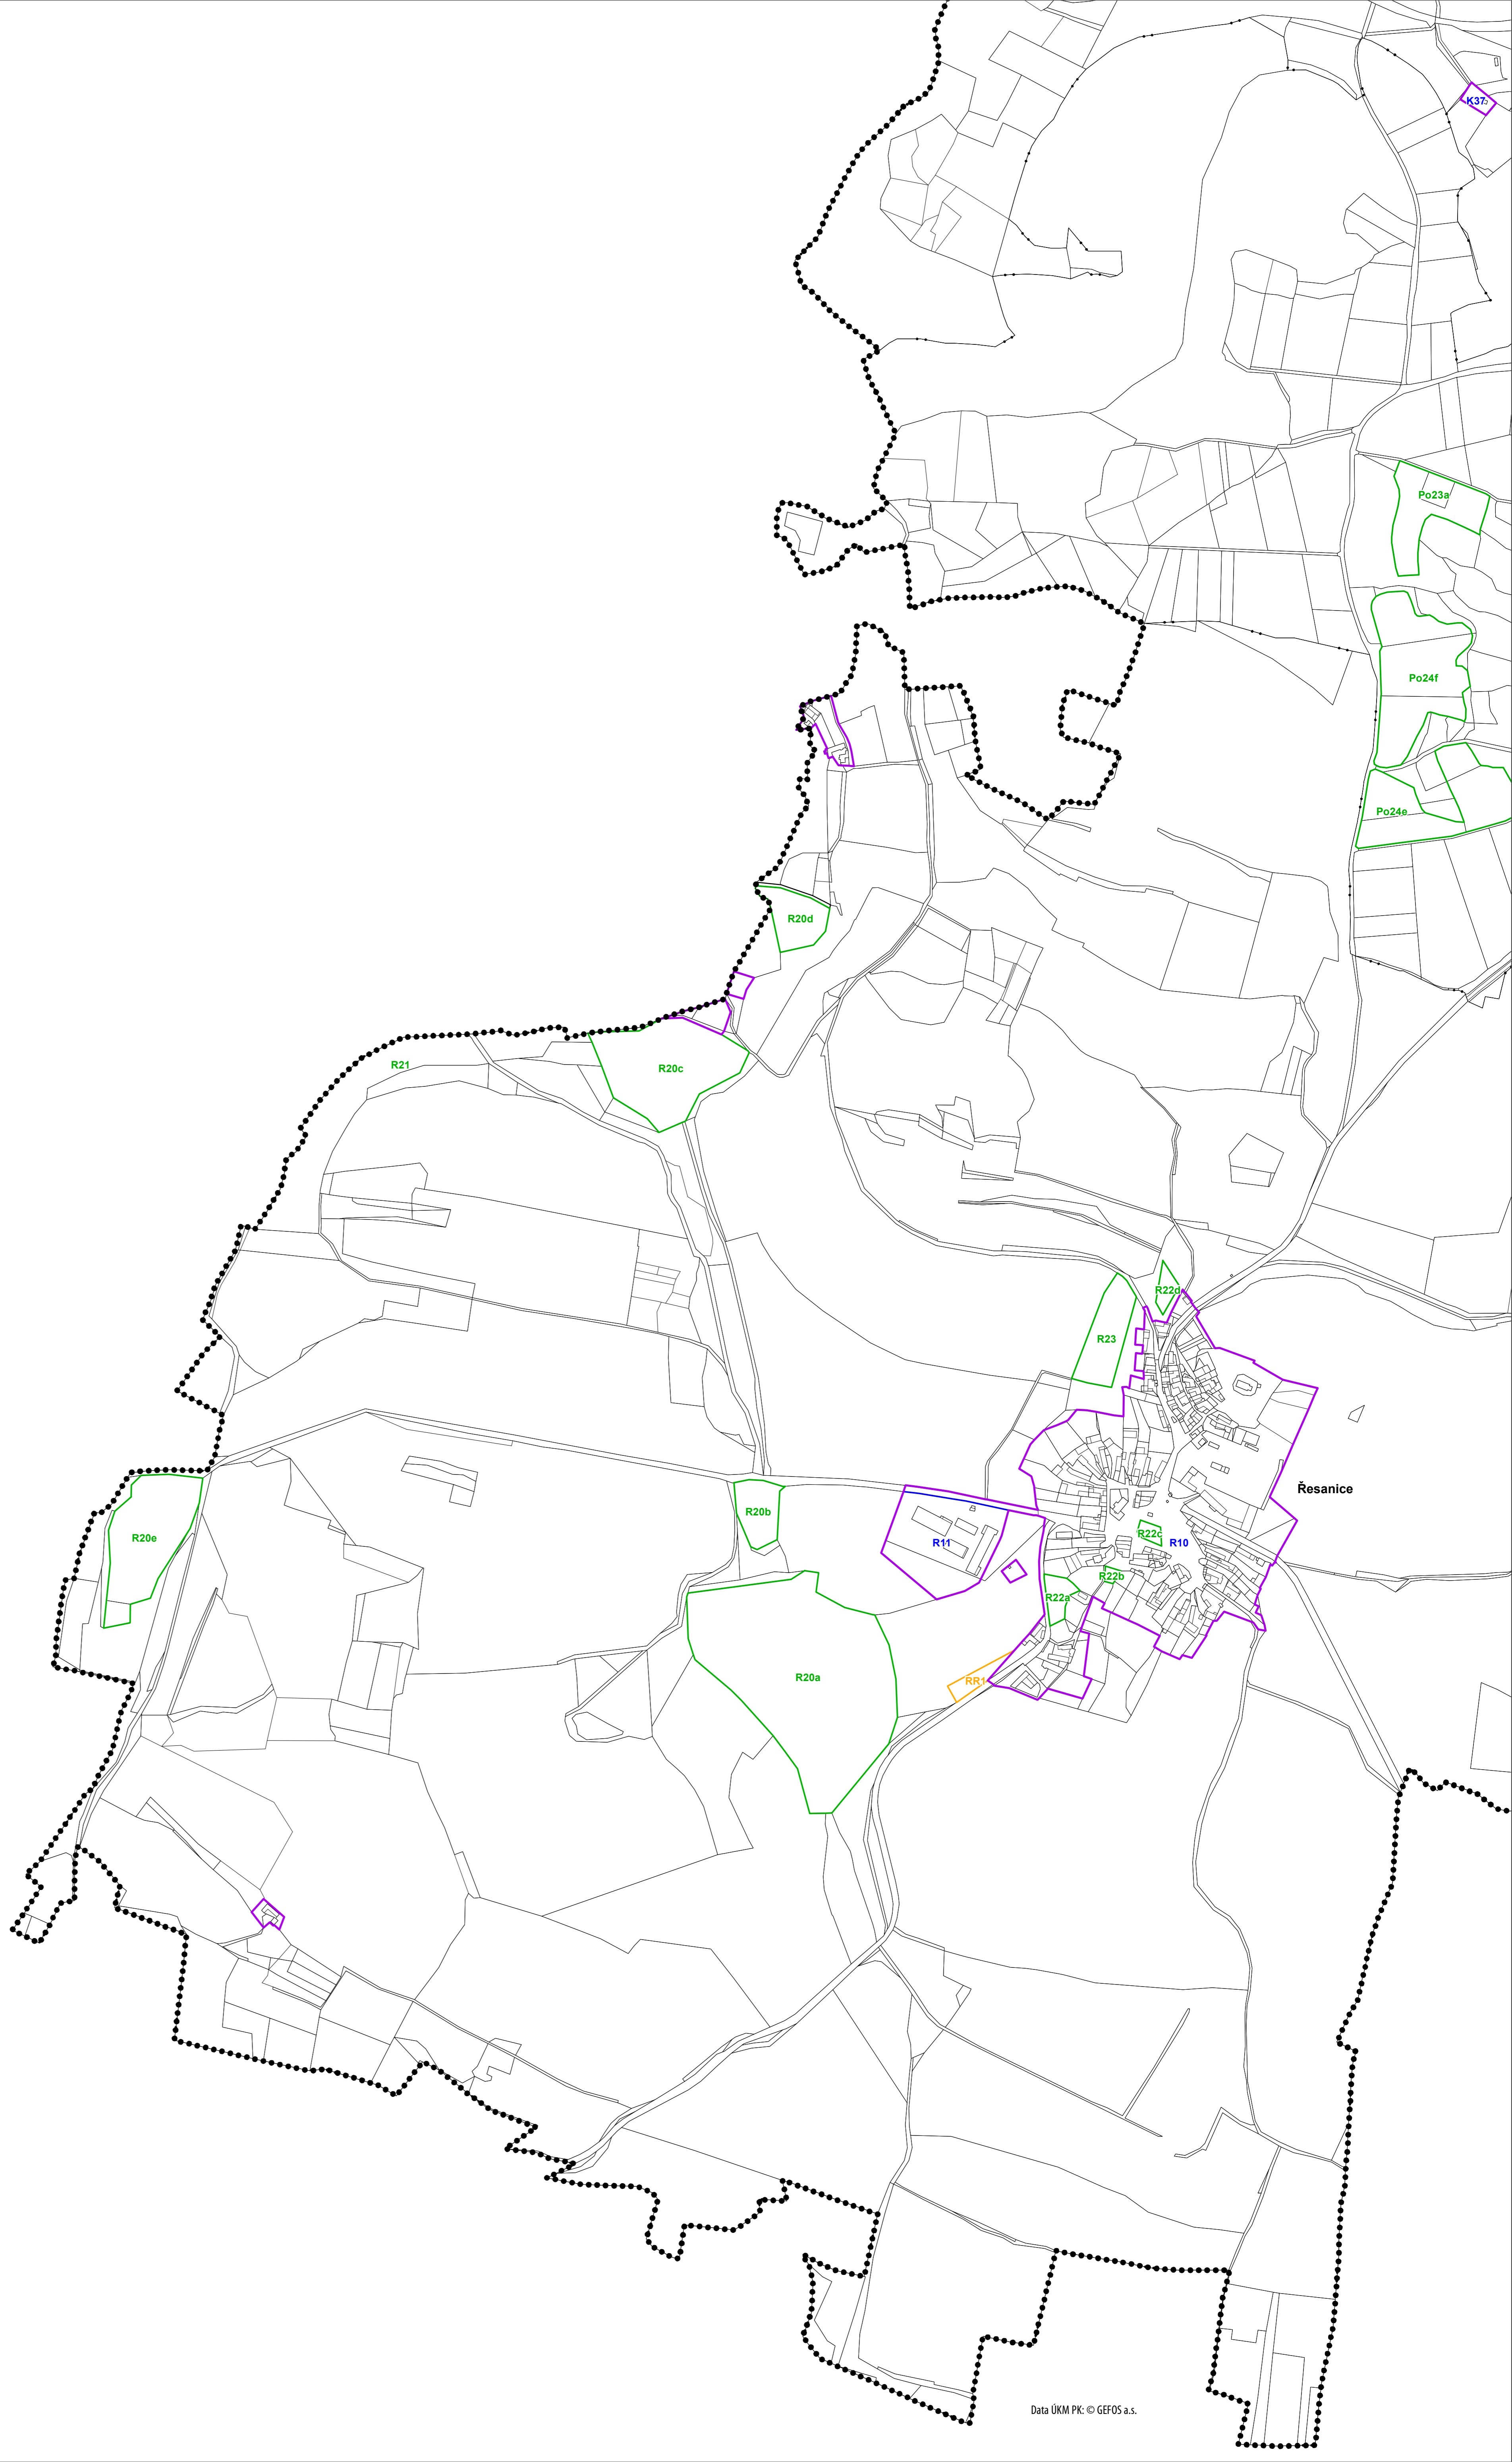 K37
Po23a
Po24f
Po24e
R20d
R21
R20c
R22d
R23
Řesanice
R20b
R22c
R20e
R11
R10
R22b
R22a
R20a
RR1
Data ÚKM PK: © GEFOS a.s.